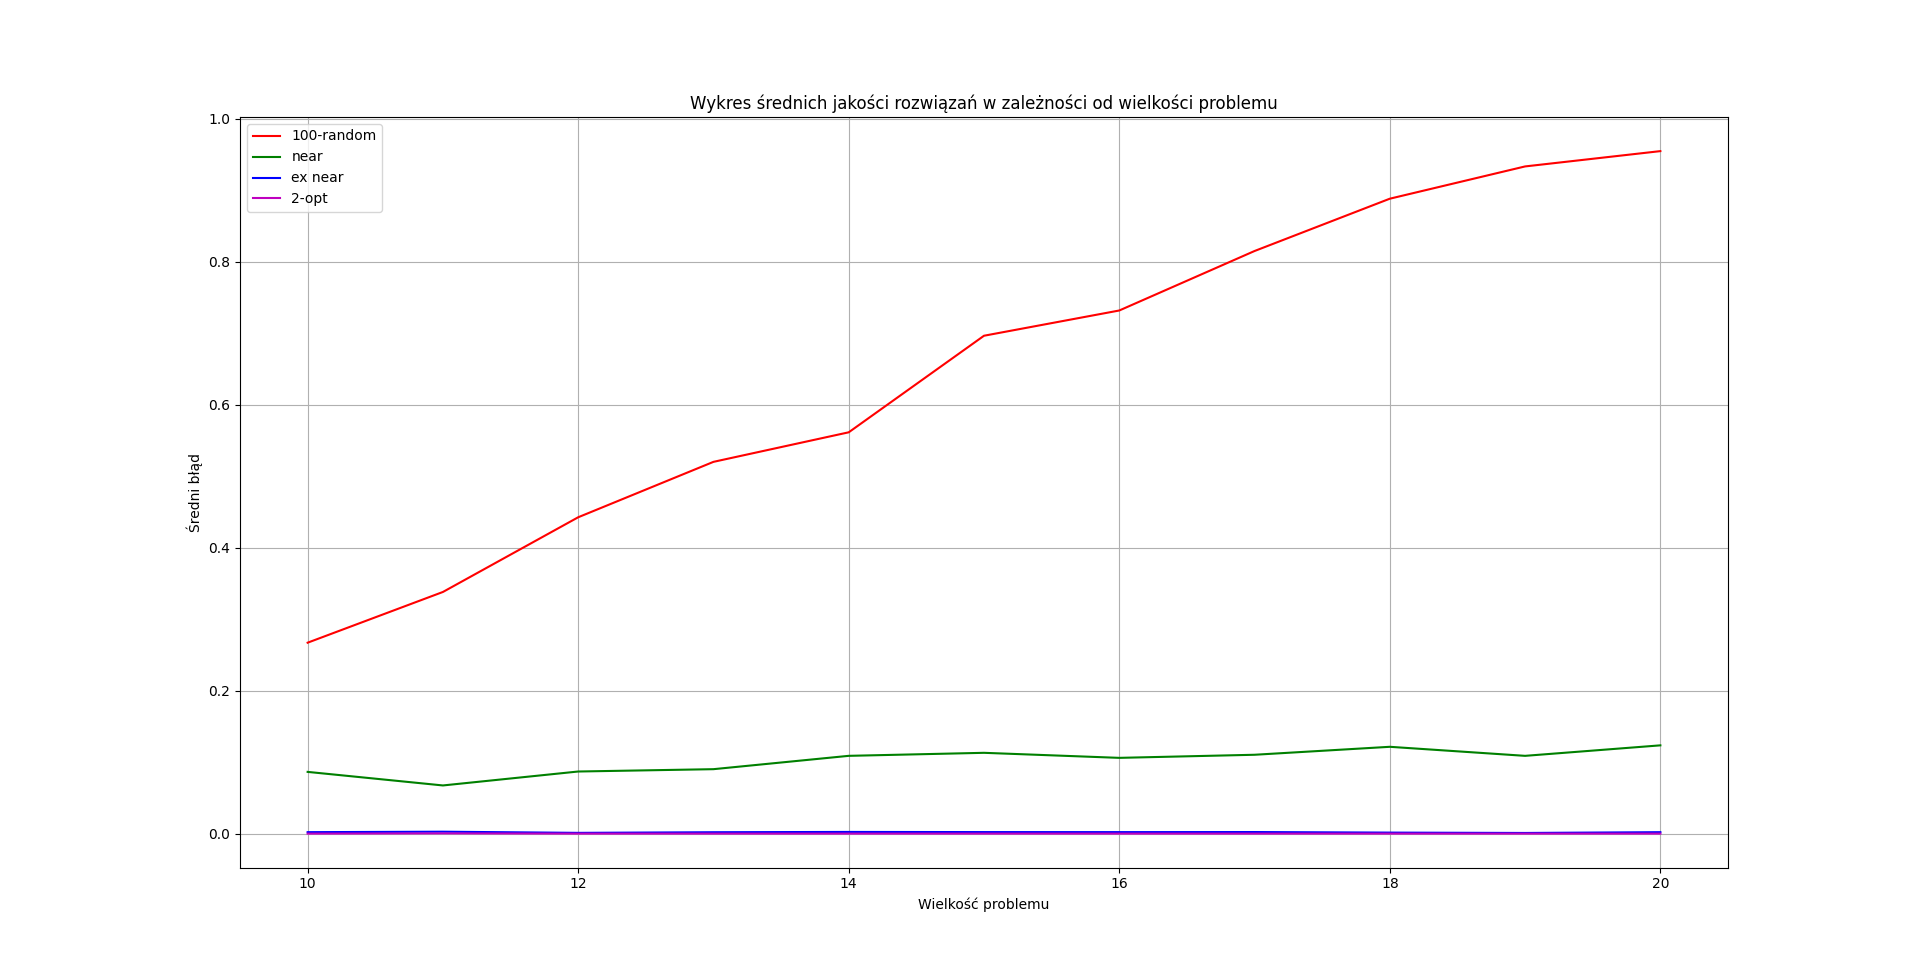 Wykres średnich jakości rozwiązań w zależności od wielkości problemu
100-random
near
ex near
2-opt
1.0
0.8
0.6
0.4
0.2
0.0
Średni błąd
10 12 14 16 18 20
Wielkość problemu